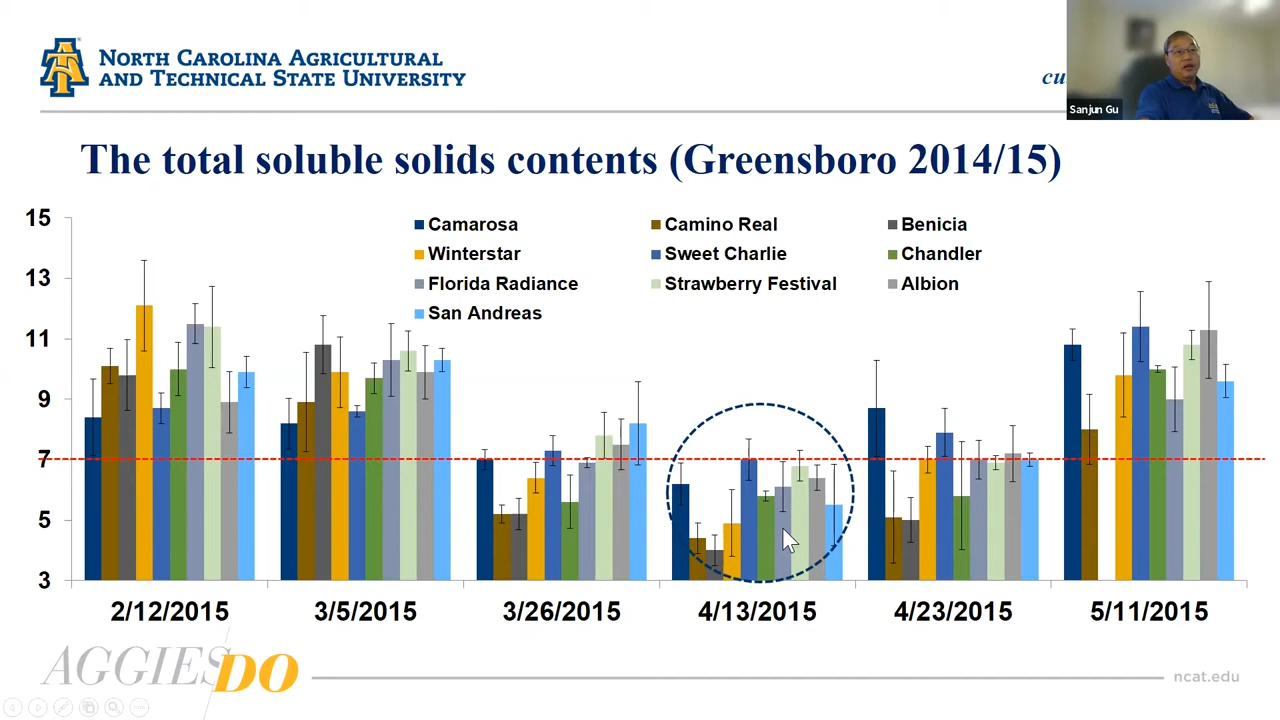 NORTH CAROLINA AGRICULTURAL
AND TECHNICAL STATE UNIVERSITY
Sanjun Gu
The total soluble solids contents (Greensboro 2014/15)
15
13
11
9
7
5
3
Camarosa
Camino Real
Benicia
Winterstar
Sweet Charlie
Chandler
Florida Radiance
Strawberry Festival
Albion
San Andreas
2/12/2015
3/5/2015
3/26/2015
4/13/2015
4/23/2015
5/11/2015
AGGIES DO
ncat.edu